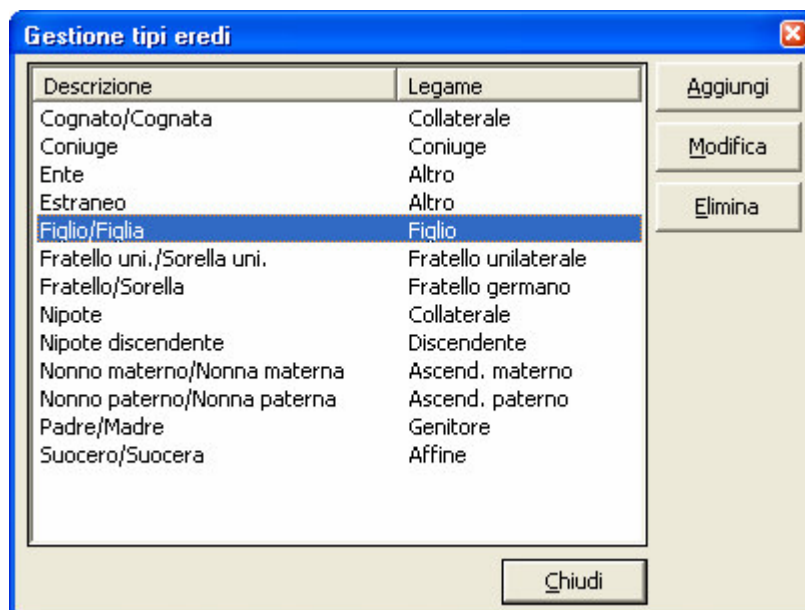 Gestione tipi eredi
Descrizione Legame
Cognato/Cognata Collaterale
Coniuge Coniuge
Ente Altro
Estraneo Altro
Figlio/Figlia Figlio
Fratello uni./Sorella uni. Fratello unilaterale
Fratello/Sorella Fratello germano
Nipote Collaterale
Nipote discendente Discendente
Nonno materno/Nonna materna Ascend. materno
Nonno paterno/Nonna paterna Ascend. paterno
Padre/Madre Genitore
Suocero/Suocera Affine
Aggiungi
Modifica
Elimina
Chiudi